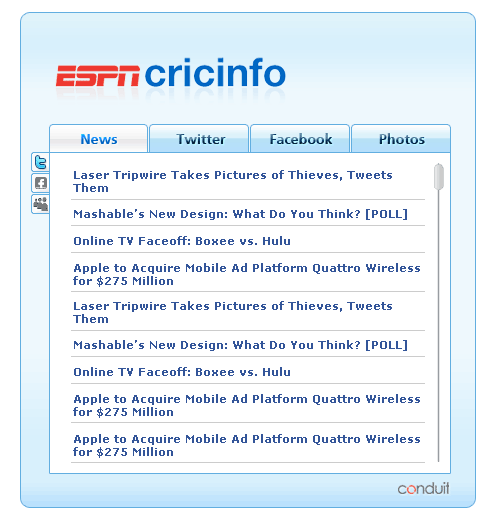 ESPN cricinfo
News Twitter Facebook Photos
Laser Tripwire Takes Pictures of Thieves, Tweets
Them
Mashable's New Design: What Do You Think? [POLL]
Online TV Faceoff: Boxee vs. Hulu
Apple to Acquire Mobile Ad Platform Quattro Wireless
for $275 Million
Laser Tripwire Takes Pictures of Thieves, Tweets
Them
Mashable's New Design: What Do You Think? [POLL]
Online TV Faceoff: Boxee vs. Hulu
Apple to Acquire Mobile Ad Platform Quattro Wireless
for $275 Million
Apple to Acquire Mobile Ad Platform Quattro Wireless
for $275 Million
conduit